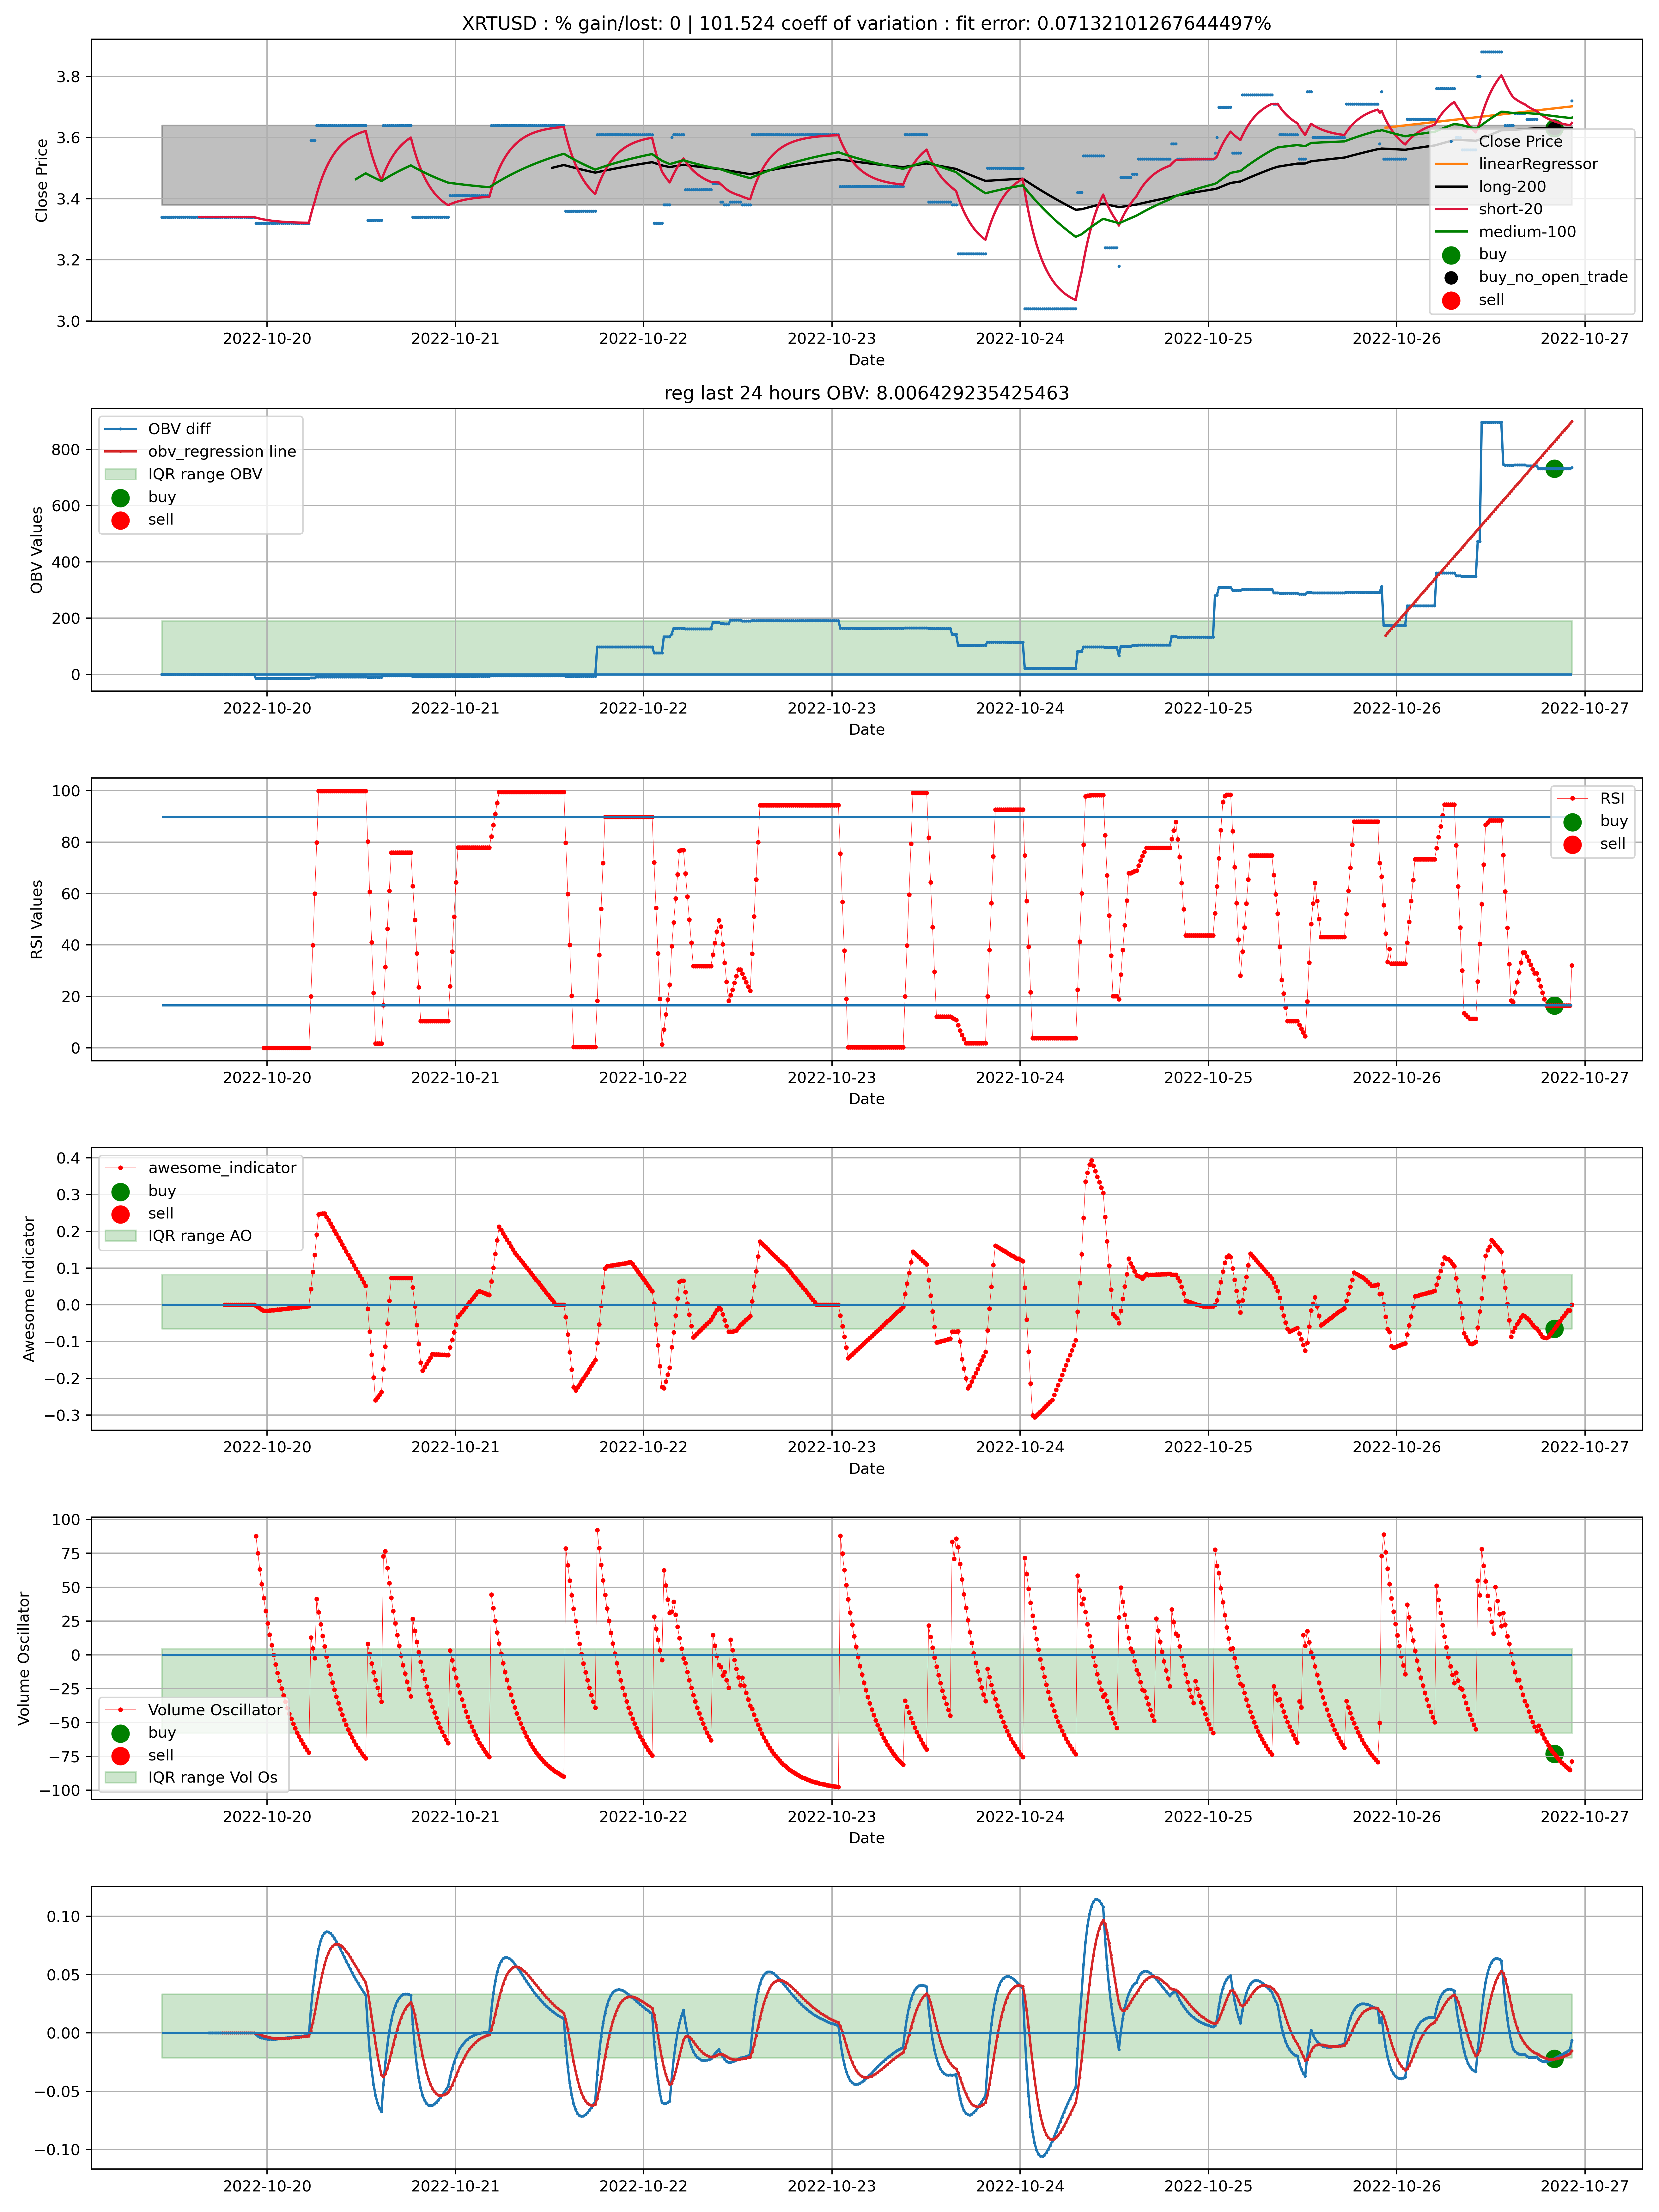 XRTUSD : % gain/lost: 0 | 101.524 coeff of variation : fit error: 0.07132101267644497%
Close Price
3.8
3.6
3.4
3.2
3.0
Close Price
linearRegressor
long-200
short-20
medium-100
buy
buy_no_open_trade
sell
2022-10-20 2022-10-21 2022-10-22 2022-10-23 2022-10-24 2022-10-25 2022-10-26 2022-10-27
Date
reg last 24 hours OBV: 8.006429235425463
OBV Values
800
600
400
200
0
OBV diff
obv_regression line
IQR range OBV
buy
sell
2022-10-20 2022-10-21 2022-10-22 2022-10-23 2022-10-24 2022-10-25 2022-10-26 2022-10-27
Date
RSI Values
100
80
60
40
20
0
RSI
buy
sell
2022-10-20 2022-10-21 2022-10-22 2022-10-23 2022-10-24 2022-10-25 2022-10-26 2022-10-27
Date
Awesome Indicator
0.4
0.3
0.2
0.1
0.0
−0.1
−0.2
−0.3
awesome_indicator
buy
sell
IQR range AO
2022-10-20 2022-10-21 2022-10-22 2022-10-23 2022-10-24 2022-10-25 2022-10-26 2022-10-27
Date
Volume Oscillator
100
75
50
25
0
−25
−50
−75
−100
Volume Oscillator
buy
sell
IQR range Vol Os
2022-10-20 2022-10-21 2022-10-22 2022-10-23 2022-10-24 2022-10-25 2022-10-26 2022-10-27
Date
0.10
0.05
0.00
−0.05
−0.10
2022-10-20 2022-10-21 2022-10-22 2022-10-23 2022-10-24 2022-10-25 2022-10-26 2022-10-27